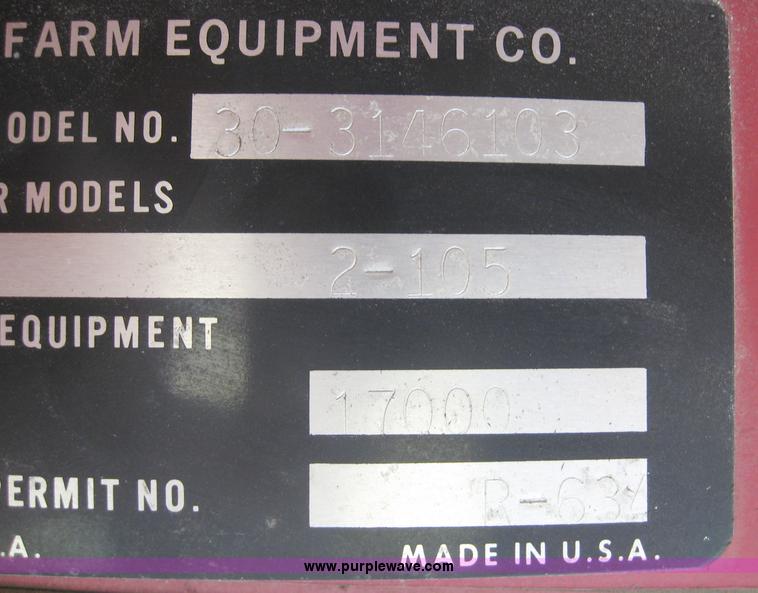 FARM EQUIPMENT CO.
ODEL NO. 30-3146103
R MODELS
2-105
EQUIPMENT
17000
PERMIT NO. R-634
.A. MADE IN U.S.A.
www.purplewave.com